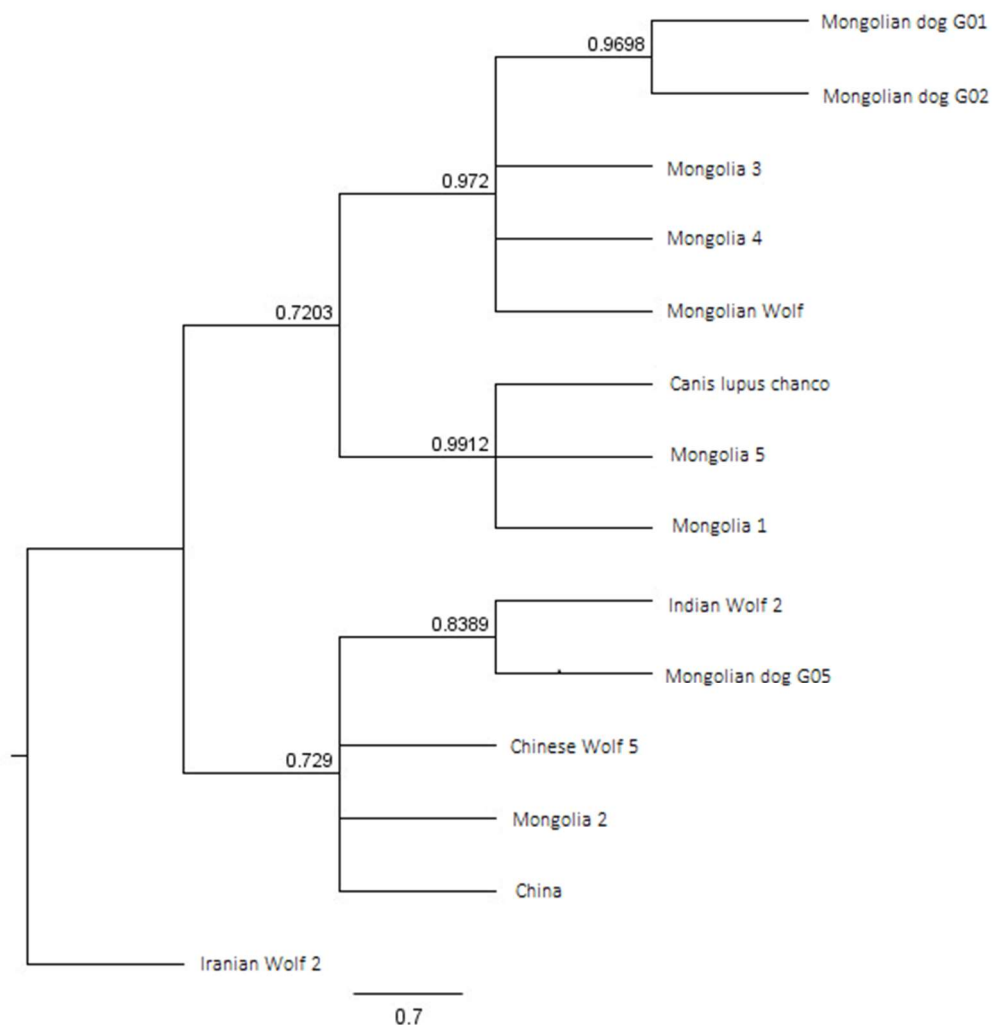 Mongolian dog G01
0.9698
Mongolian dog G02
Mongolia 3
0.972
Mongolia 4
Mongolian Wolf
0.7203
Canis lupus chanco
0.9912
Mongolia 5
Mongolia 1
Indian Wolf 2
0.8389
Mongolian dog G05
Chinese Wolf 5
0.729
Mongolia 2
China
Iranian Wolf 2
0.7